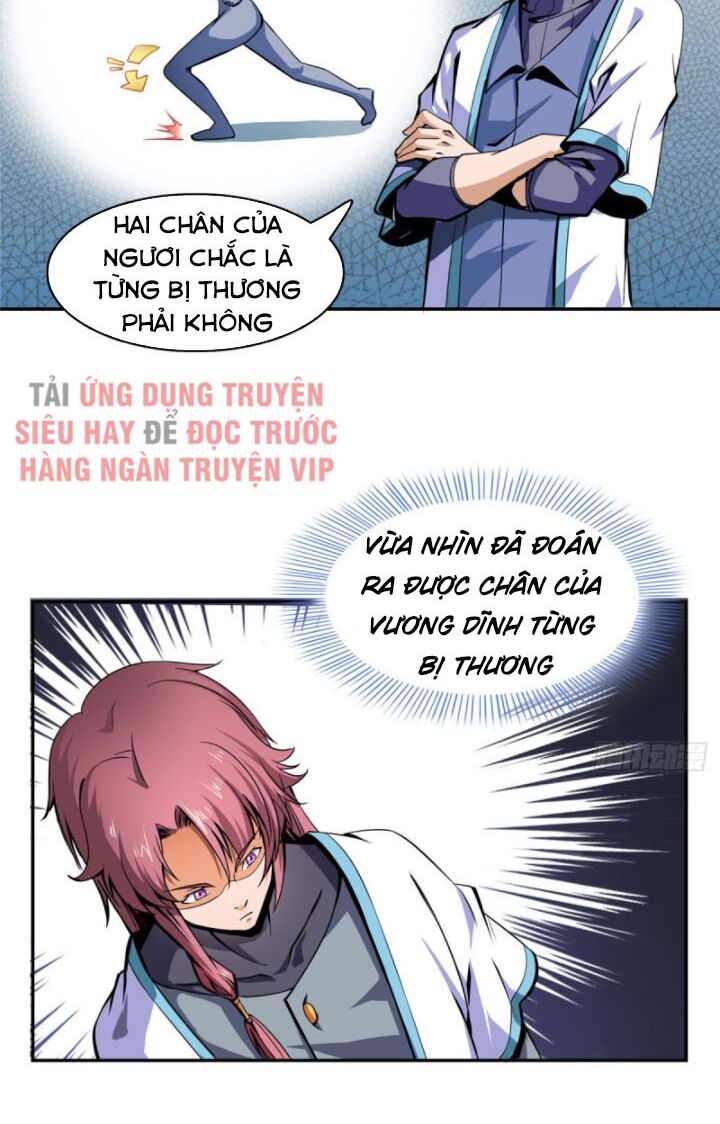 HAI CHÂN CỦA
NGƯƠI CHẮC LÀ
TỪNG BỊ THƯƠNG
PHẢI KHÔNG
TẢI ỨNG DỤNG TRUYỆN
SIÊU HAY ĐỂ ĐỌC TRƯỚC
HÀNG NGÀN TRUYỆN VIP
VỪA NHÌN ĐÃ ĐOÁN
RA ĐƯỢC CHÂN CỦA
VƯƠNG DĨNH TỪNG
BỊ THƯƠNG